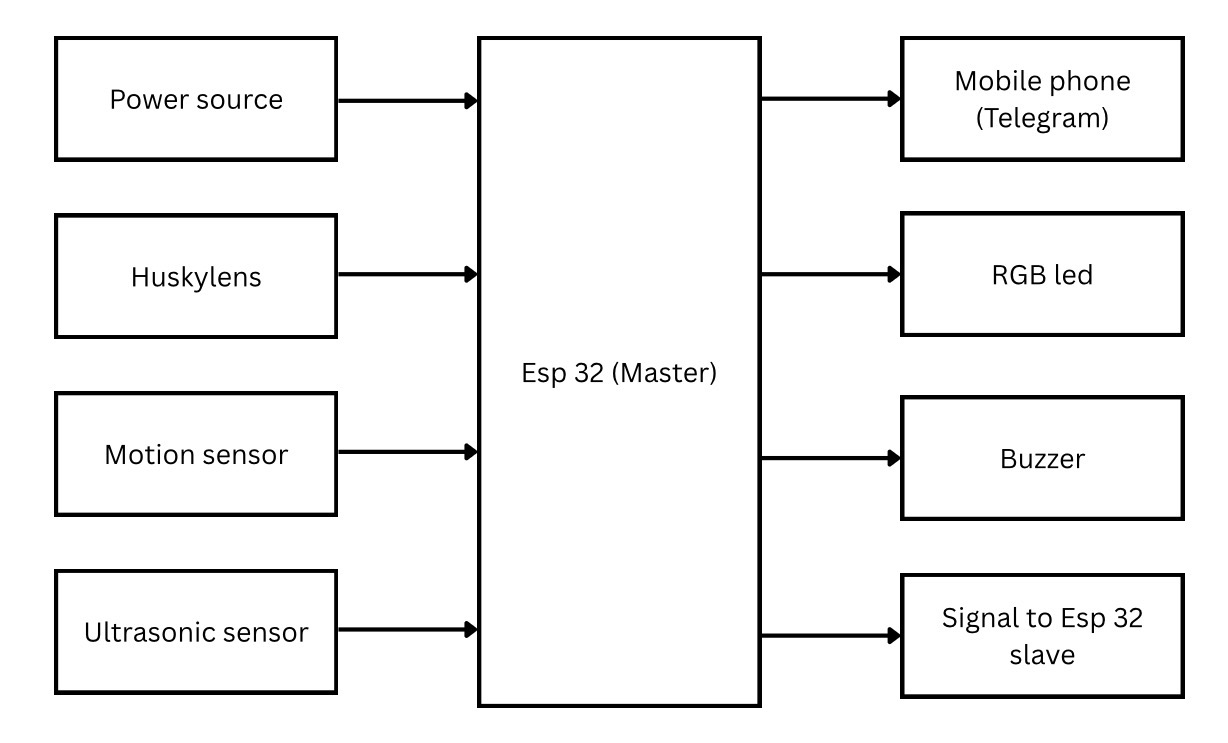 Power source
Huskylens
Motion sensor
Ultrasonic sensor
Esp 32 (Master)
Mobile phone
(Telegram)
RGB led
Buzzer
Signal to Esp 32
slave